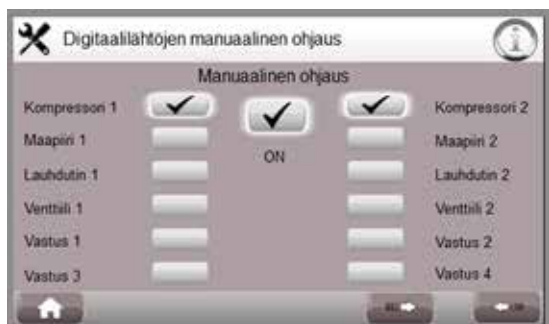 Digitaalilähtöjen manuaalinen ohjaus
Manuaalinen ohjaus
Kompressori 1
Kompressori 2
Maapiiri 1
ON
Maapiiri 2
Lauhdutin 1
Lauhdutin 2
Venttiili 1
Venttiili 2
Vastus 1
Vastus 2
Vastus 3
Vastus 4